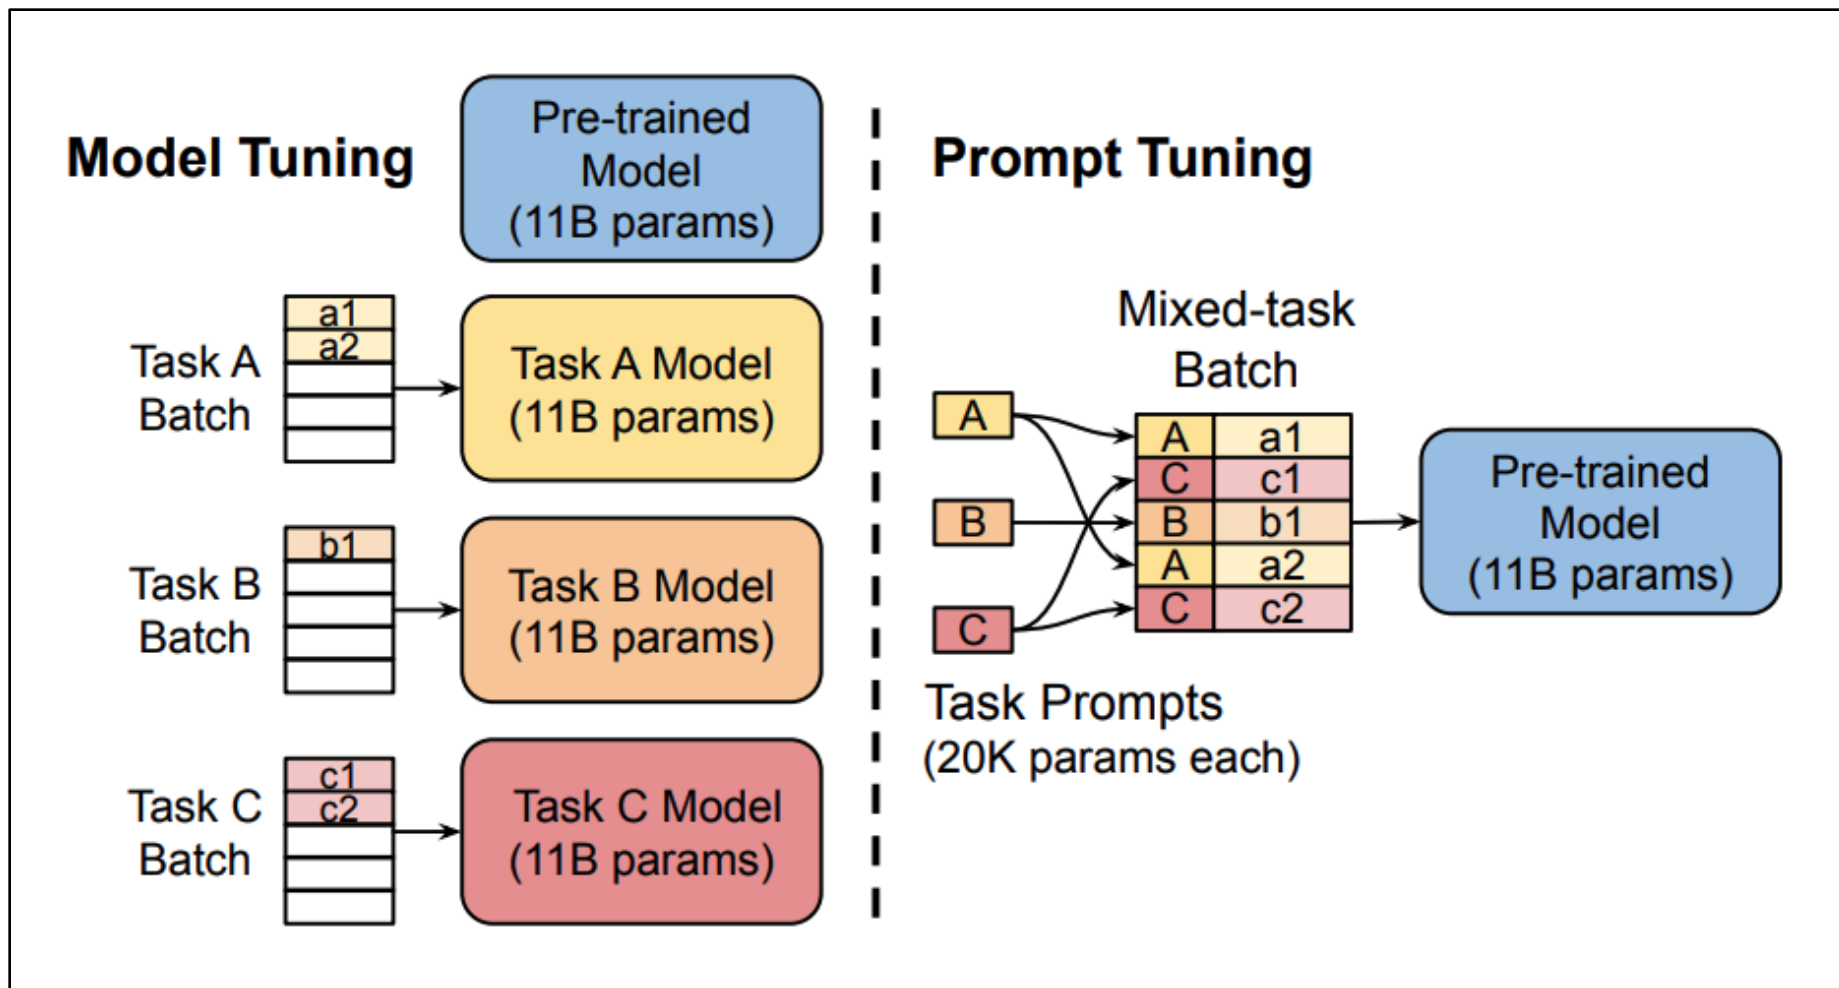 Model Tuning
Pre-trained
Model
(11B params)
a1
a2
Task A
Batch
Task A Model
(11B params)
b1
Task B
Batch
Task B Model
(11B params)
c1
c2
Task C
Batch
Task C Model
(11B params)
Prompt Tuning
Mixed-task
Batch
A
B
C
A a1
C c1
B b1
A a2
C c2
Pre-trained
Model
(11B params)
Task Prompts
(20K params each)